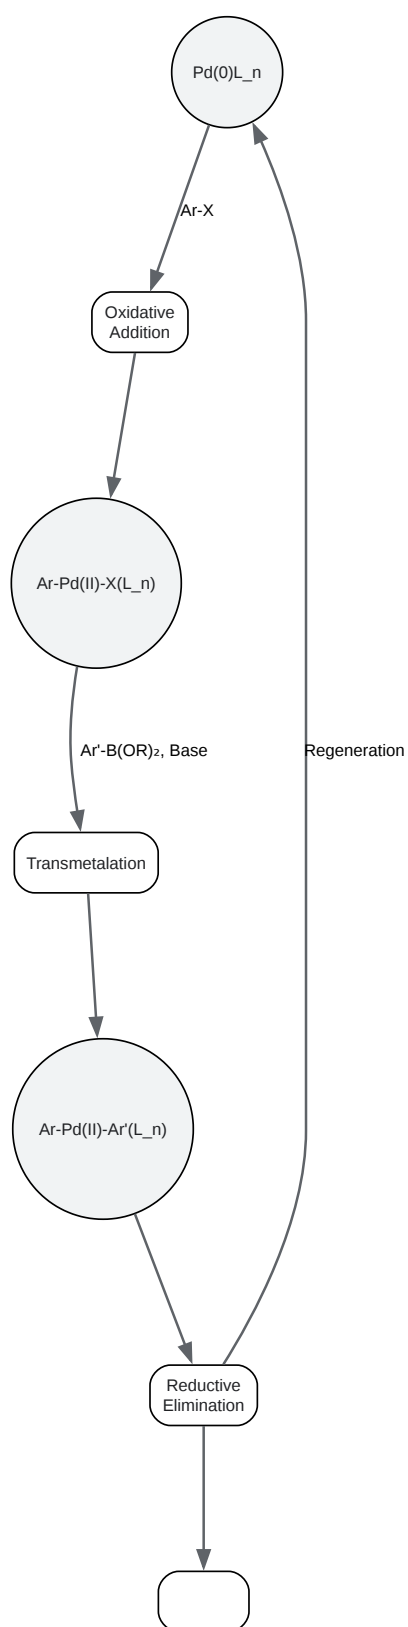 Pd(0)L_n
Ar-X
Oxidative
Addition
Ar-Pd(II)-X(L_n)
Ar'-B(OR)₂, Base
Regeneration
Transmetalation
Ar-Pd(II)-Ar'(L_n)
Reductive
Elimination